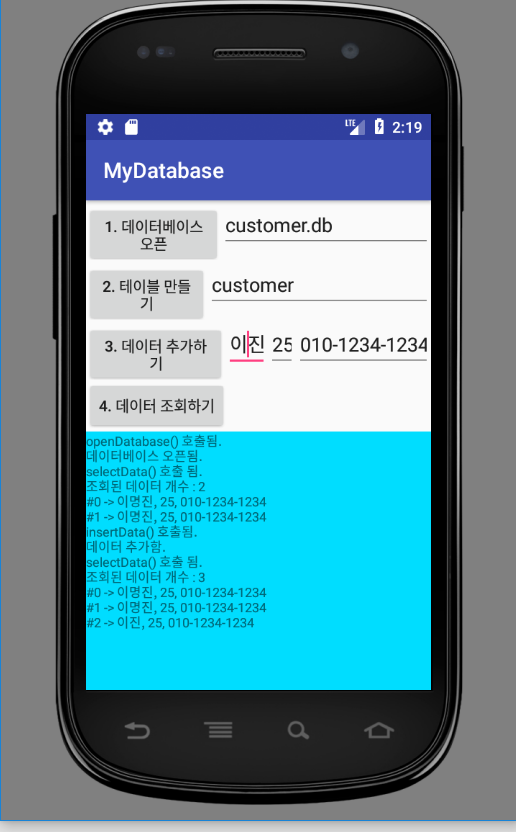 LTE 2:19
MyDatabase
1. 데이터베이스
오픈
customer.db
2. 테이블 만들
기
customer
3. 데이터 추가하
기
이진 25 010-1234-1234
4. 데이터 조회하기
openDatabase() 호출됨.
데이터베이스 오픈됨.
selectData() 호출 됨.
조회된 데이터 개수 : 2
#0 -> 이명진, 25, 010-1234-1234
#1 -> 이명진, 25, 010-1234-1234
insertData() 호출됨.
데이터 추가함.
selectData() 호출 됨.
조회된 데이터 개수 : 3
#0 -> 이명진, 25, 010-1234-1234
#1 -> 이명진, 25, 010-1234-1234
#2 -> 이진, 25, 010-1234-1234